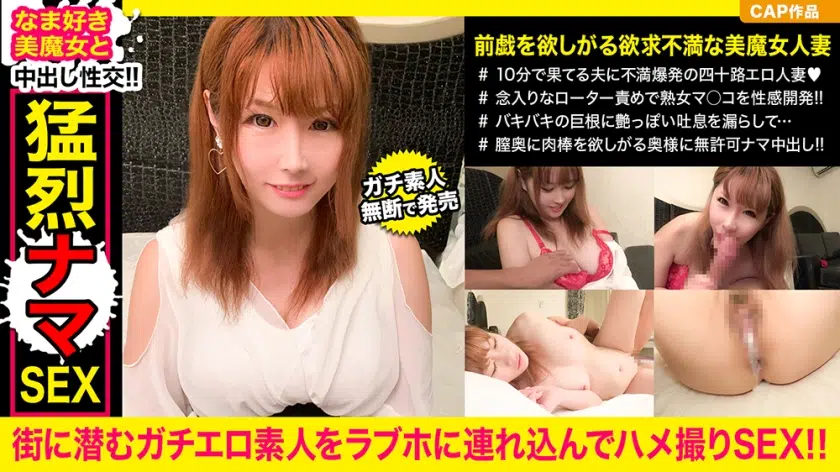 CAP作品
なま好き
美魔女と
中出し性交!!
猛烈ナマSEX
ガチ素人
無断で発売
前戯を欲しがる欲求不満な美魔女人妻
# 10分で果てる夫に不満爆発の四十路エロ人妻♥
# 念入りなローター責めで熟女マ○コを性感開発!!
# バキバキの巨根に艶っぽい吐息を漏らして…
# 膣奥に肉棒を欲しがる奥様に無許可ナマ中出し!!
街に潜むガチエロ素人をラブホに連れ込んでハメ撮りSEX!!